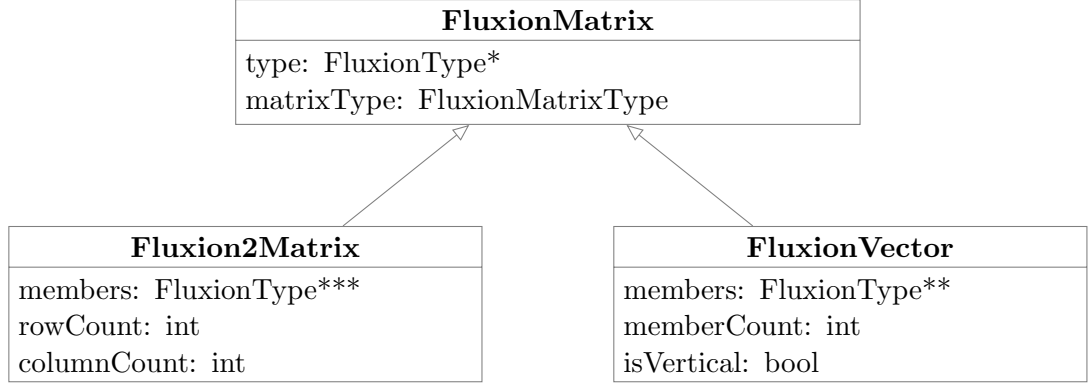 FluxionMatrix
type: FluxionType*
matrixType: FluxionMatrixType
Fluxion2Matrix
members: FluxionType***
rowCount: int
columnCount: int
FluxionVector
members: FluxionType**
memberCount: int
isVertical: bool